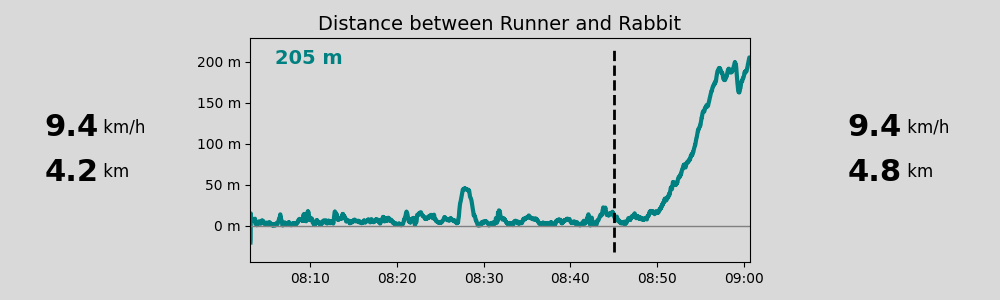 Distance between Runner and Rabbit
205 m
200 m
150 m
100 m
50 m
0 m
08:10 08:20 08:30 08:40 08:50 09:00
9.4 km/h
4.2 km
9.4 km/h
4.8 km